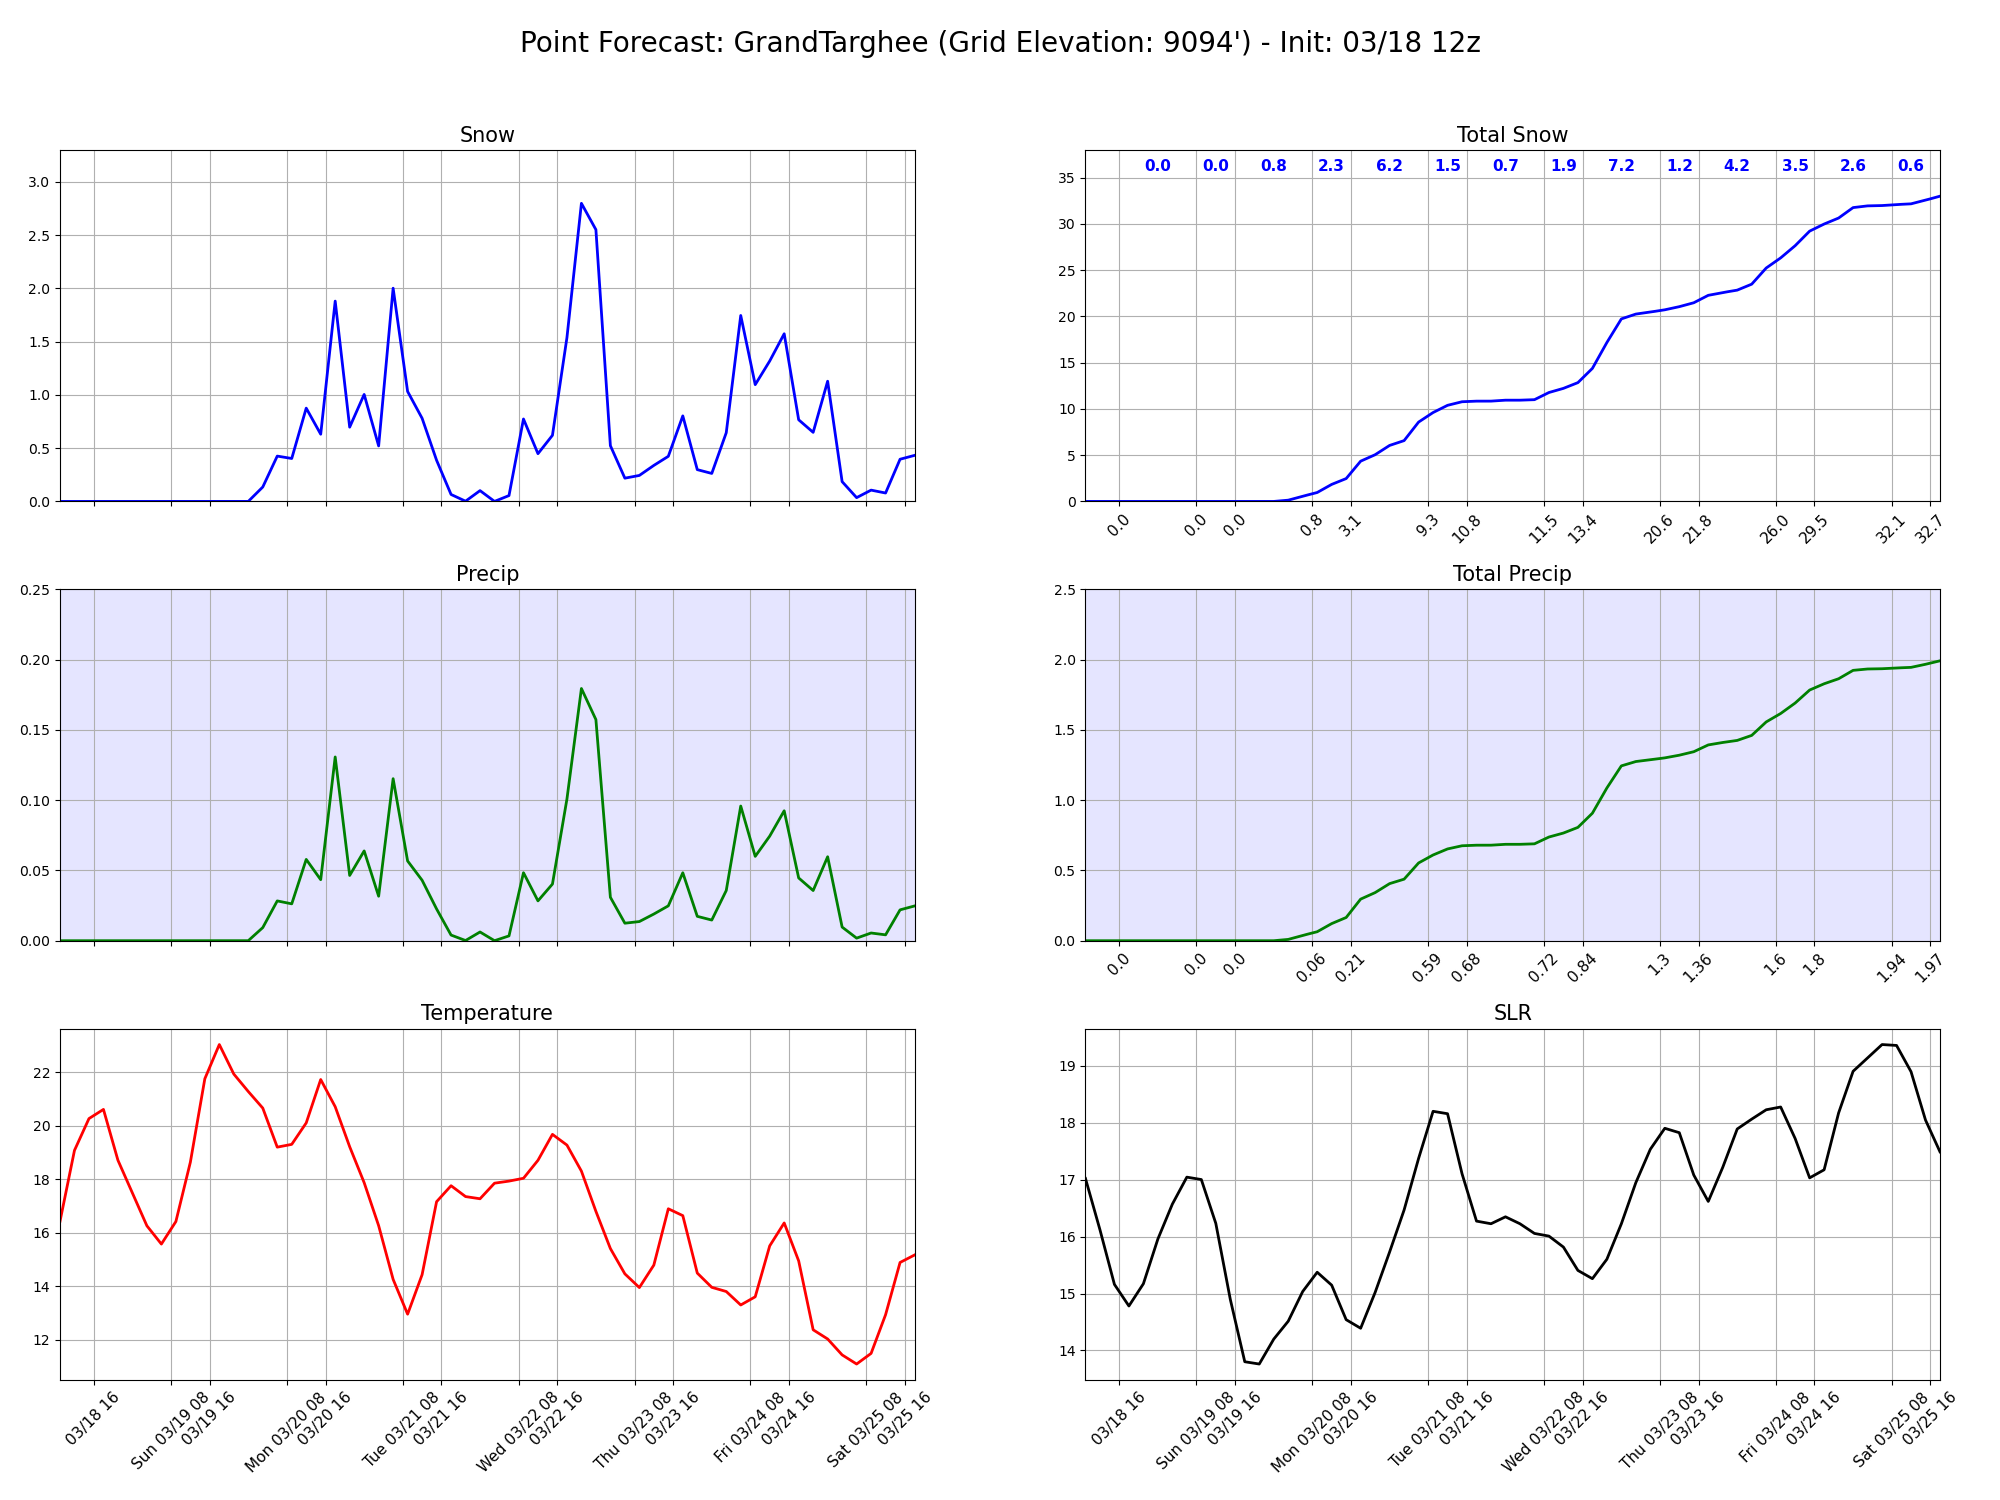 Point Forecast: GrandTarghee (Grid Elevation: 9094') - Init: 03/18 12z
Snow
3.0
2.5
2.0
1.5
1.0
0.5
0.0
Total Snow
0.0 0.0 0.8 2.3 6.2 1.5 0.7 1.9 7.2 1.2 4.2 3.5 2.6 0.6
35
30
25
20
15
10
5
0
0.0 0.0 0.0 0.8 3.1 9.3 10.8 11.5 13.4 20.6 21.8 26.0 29.5 32.1 32.7
Precip
0.25
0.20
0.15
0.10
0.05
0.00
Total Precip
2.5
2.0
1.5
1.0
0.5
0.0
0.0 0.0 0.0 0.06 0.21 0.59 0.68 0.72 0.84 1.3 1.36 1.6 1.8 1.94 1.97
Temperature
22
20
18
16
14
12
03/18 16
Sun 03/19 08
03/19 16
Mon 03/20 08
03/20 16
Tue 03/21 08
03/21 16
Wed 03/22 08
03/22 16
Thu 03/23 08
03/23 16
Fri 03/24 08
03/24 16
Sat 03/25 08
03/25 16
SLR
19
18
17
16
15
14
03/18 16
Sun 03/19 08
03/19 16
Mon 03/20 08
03/20 16
Tue 03/21 08
03/21 16
Wed 03/22 08
03/22 16
Thu 03/23 08
03/23 16
Fri 03/24 08
03/24 16
Sat 03/25 08
03/25 16